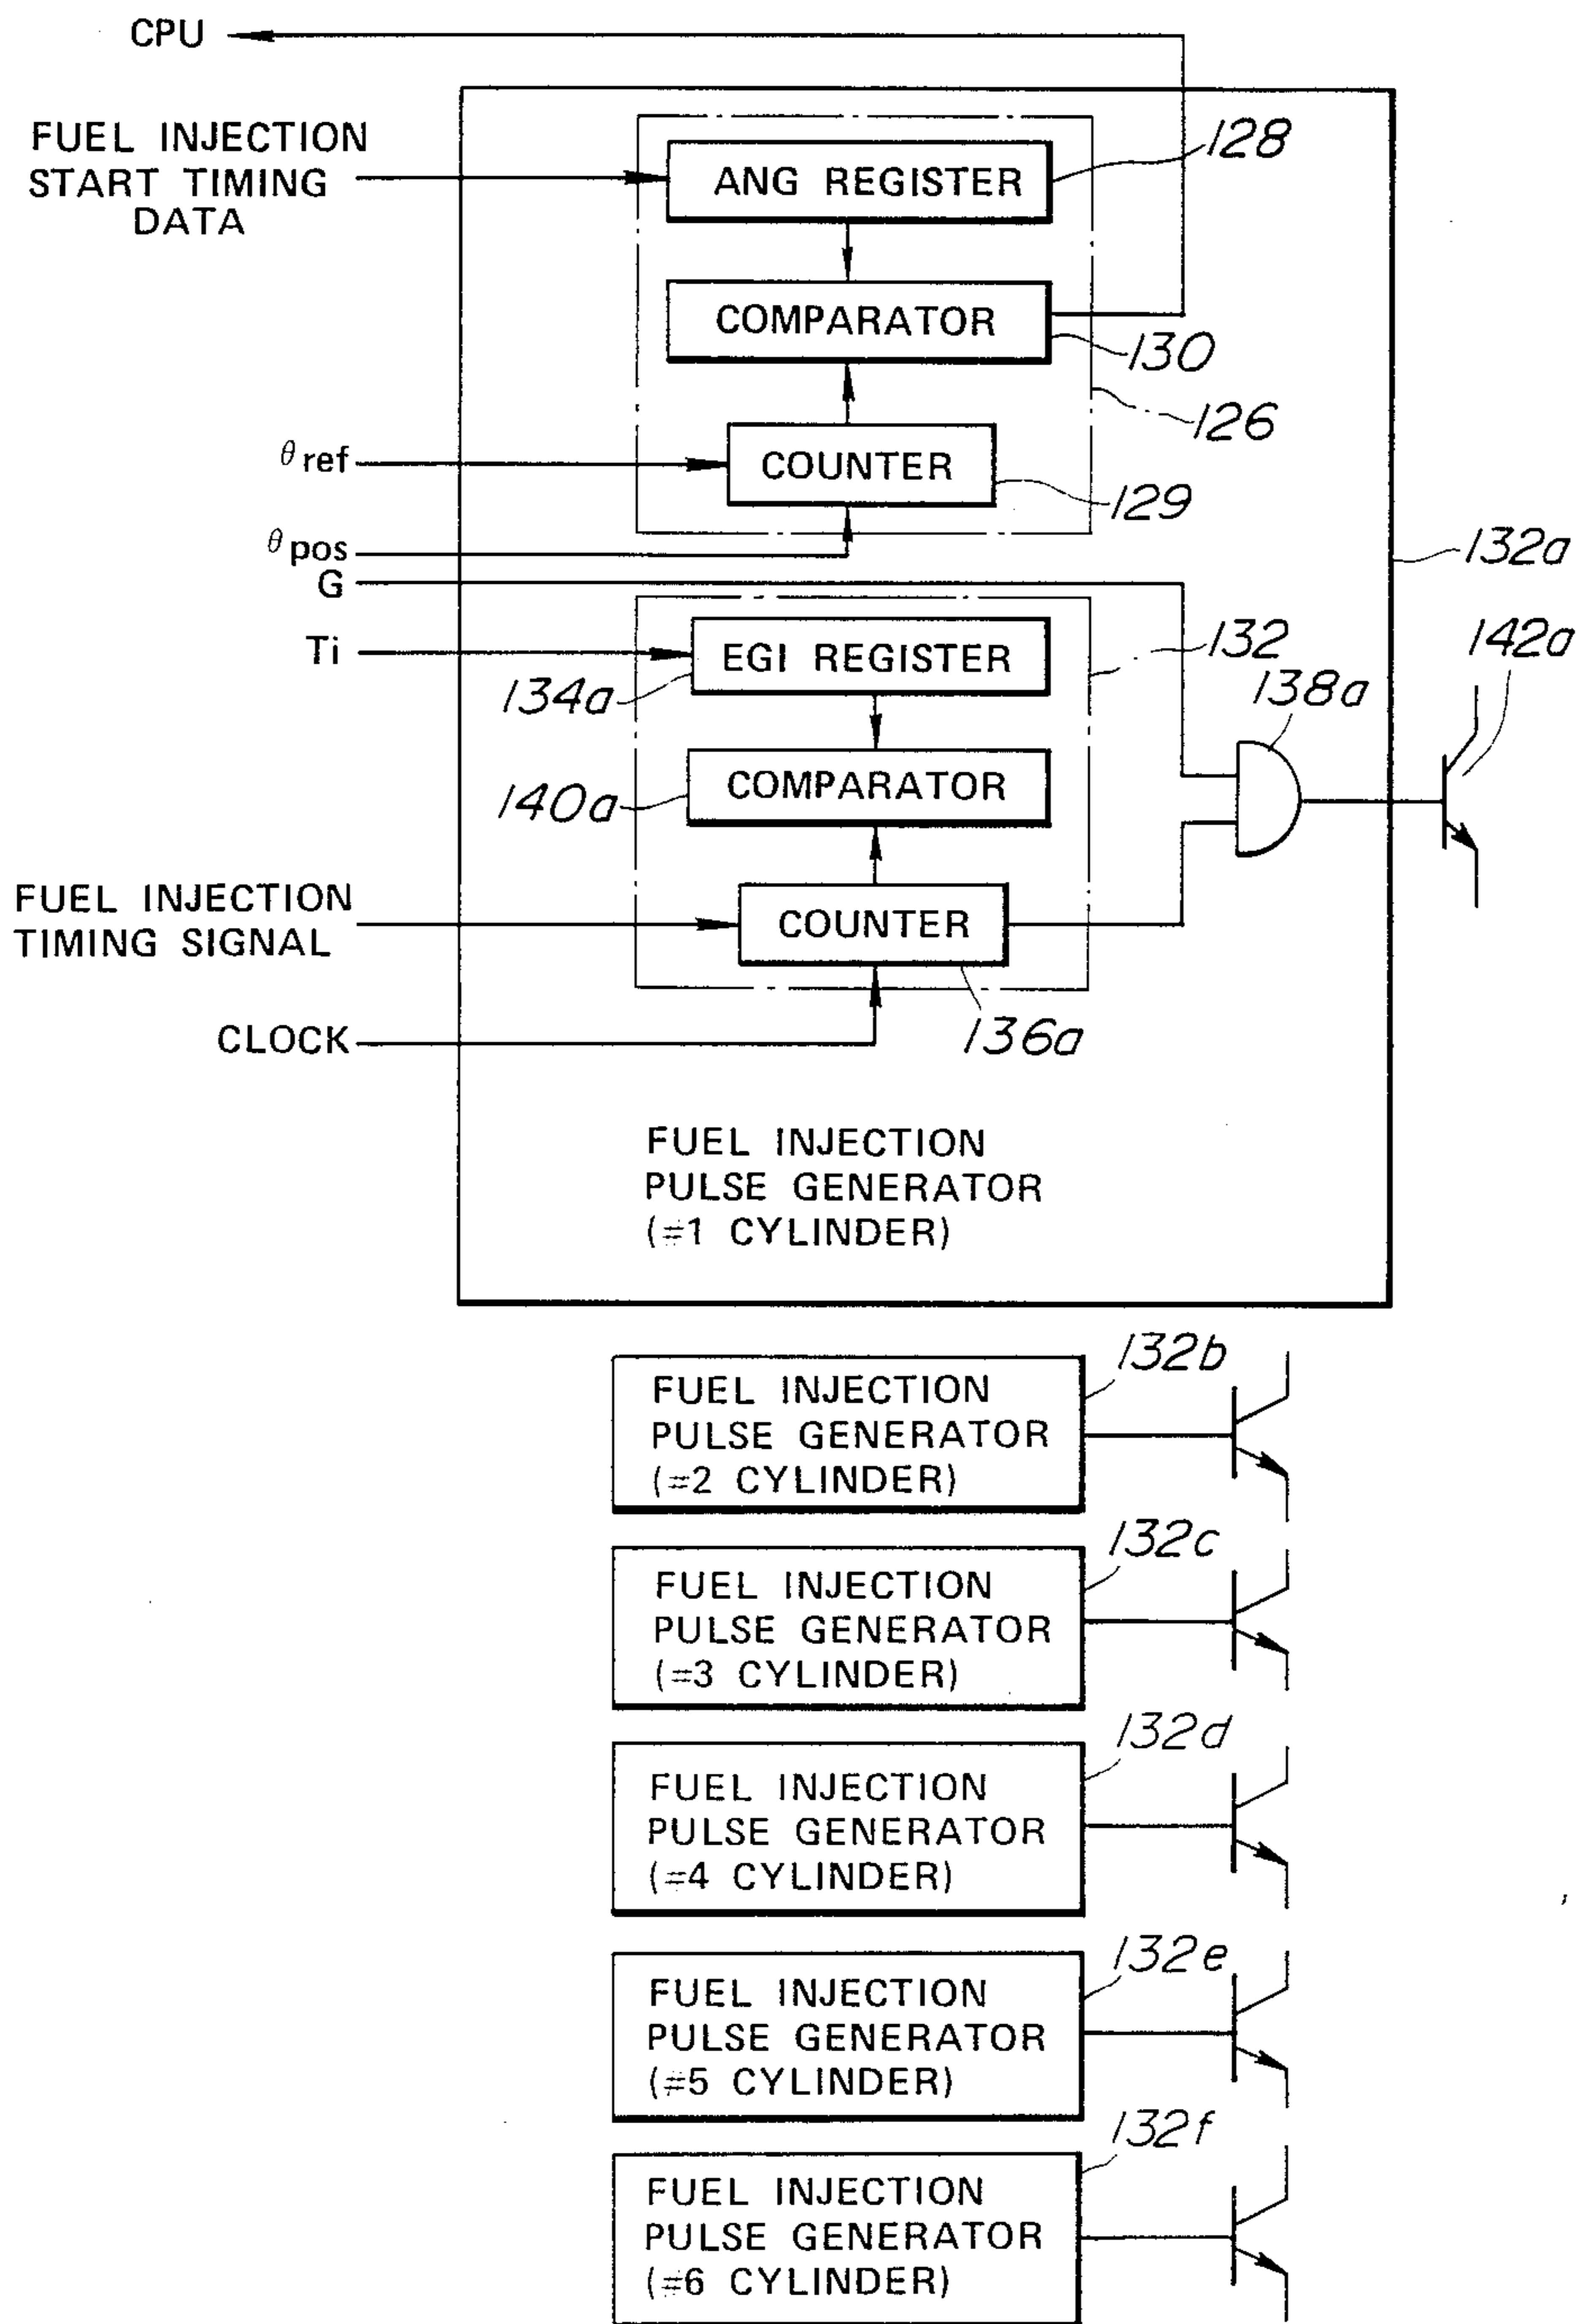 CPU
FUEL INJECTION
START TIMING
DATA
ANG REGISTER
128
COMPARATOR
130
126
θ ref
COUNTER
129
θ pos
132a
G
Ti
EGI REGISTER
132
142a
134a
138a
COMPARATOR
140a
FUEL INJECTION
TIMING SIGNAL
COUNTER
CLOCK
136a
FUEL INJECTION
PULSE GENERATOR
(#1 CYLINDER)
132b
FUEL INJECTION
PULSE GENERATOR
(#2 CYLINDER)
132c
FUEL INJECTION
PULSE GENERATOR
(#3 CYLINDER)
132d
FUEL INJECTION
PULSE GENERATOR
(#4 CYLINDER)
132e
FUEL INJECTION
PULSE GENERATOR
(#5 CYLINDER)
132f
FUEL INJECTION
PULSE GENERATOR
(#6 CYLINDER)